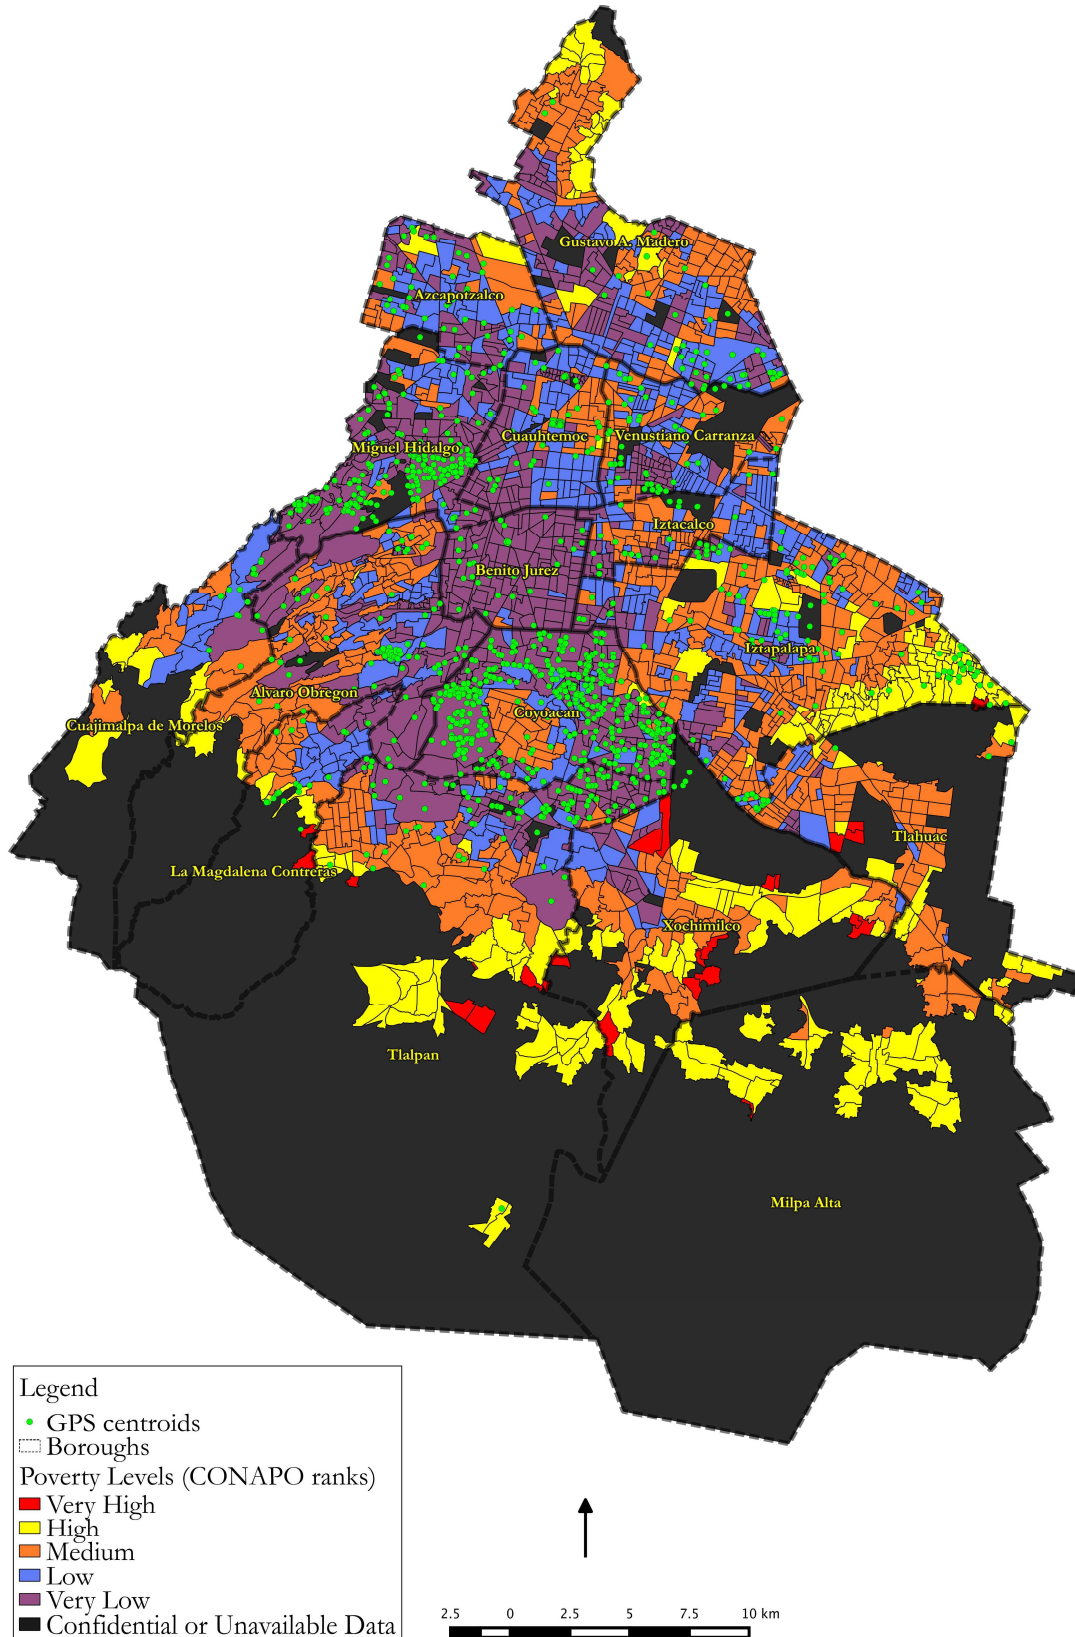 Gustavo A. Madero
Azcapotzalco
Cuauhtemoc
Venustiano Carranza
Miguel Hidalgo
Iztacalco
Benito Jurez
Iztapalapa
Alvaro Obregon
Coyoacan
Cuajimalpa de Morelos
Tlahuac
La Magdalena Contreras
Xochimilco
Tlalpan
Milpa Alta
Legend
GPS centroids
Boroughs
Poverty Levels (CONAPO ranks)
Very High
High
Medium
Low
Very Low
Confidential or Unavailable Data
2.5 0 2.5 5 7.5 10 km